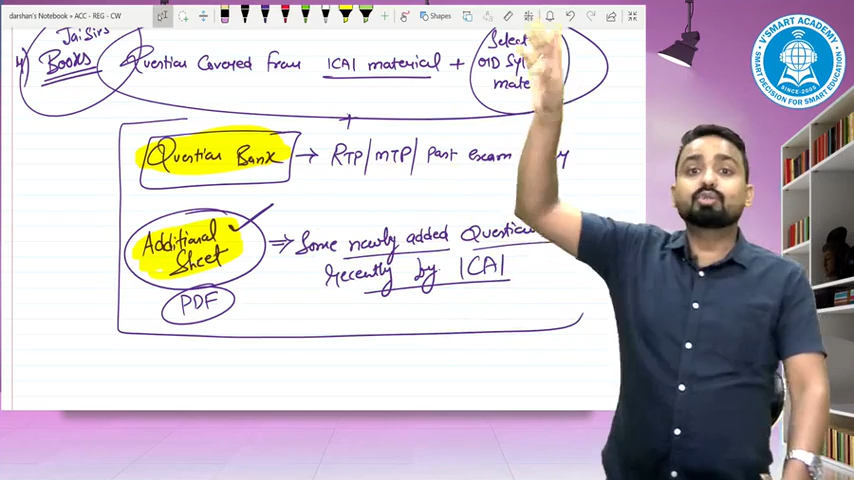 darshan's Notebook » ACC - REG - CW
Shapes
Jai Sirs
4) Books Question Covered from ICAI material +
Select
Old Sy
mate
Question Bank → RTP/MTP/Past exam
Additional Sheet ✓ ⇒ Some newly added Question
recently by ICAI
PDF
V'SMART ACADEMY
SINCE-2005
SMART DECISION FOR SMART EDUCATION